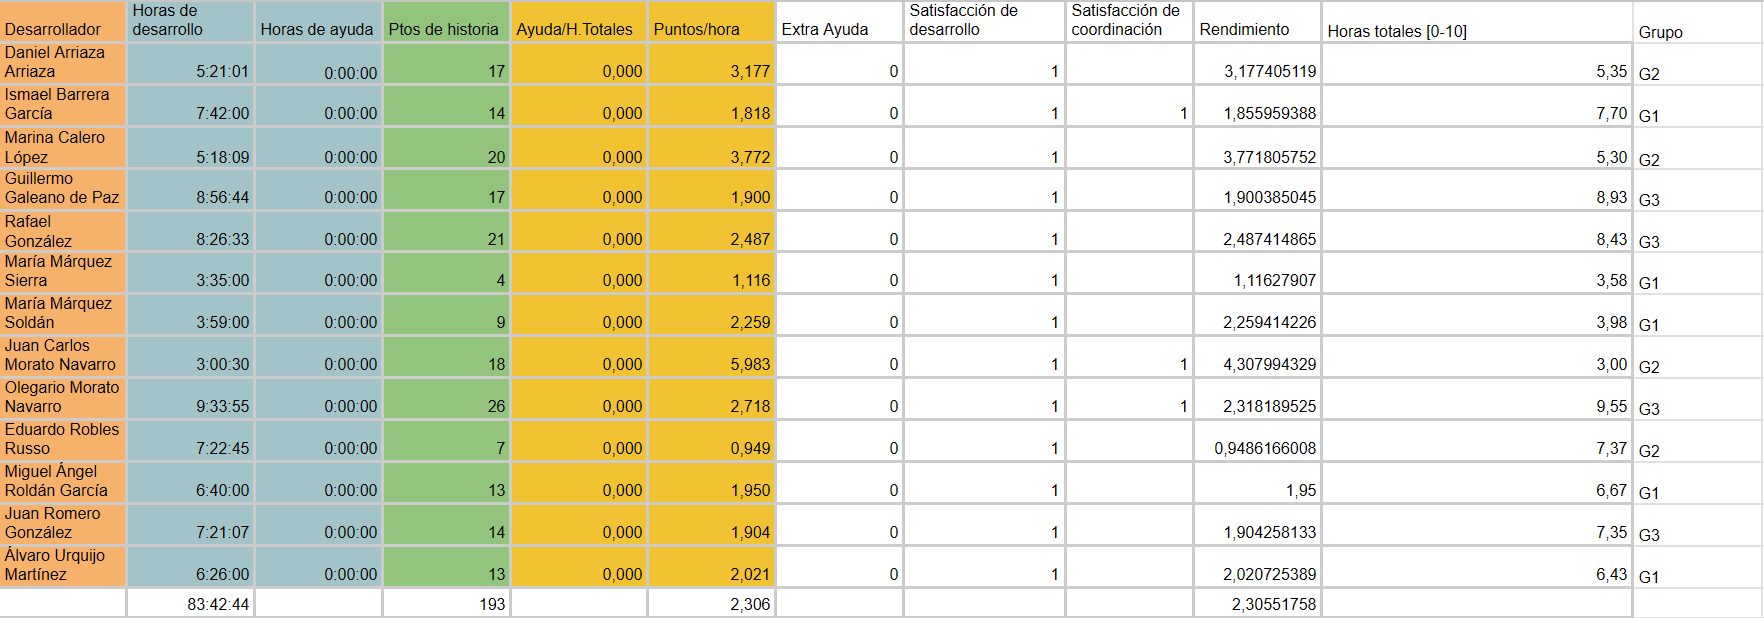 Desarrollador Horas de desarrollo Horas de ayuda Ptos de historia Ayuda/H.Totales Puntos/hora Extra Ayuda Satisfacción de desarrollo Satisfacción de coordinación Rendimiento Horas totales [0-10] Grupo
Daniel Arriaza Arriaza 5:21:01 0:00:00 17 0,000 3,177 0 1 3,177405119 5,35 G2
Ismael Barrera García 7:42:00 0:00:00 14 0,000 1,818 0 1 1 1,855959388 7,70 G1
Marina Calero López 5:18:09 0:00:00 20 0,000 3,772 0 1 3,771805752 5,30 G2
Guillermo Galeano de Paz 8:56:44 0:00:00 17 0,000 1,900 0 1 1,900385045 8,93 G3
Rafael González 8:26:33 0:00:00 21 0,000 2,487 0 1 2,487414865 8,43 G3
María Márquez Sierra 3:35:00 0:00:00 4 0,000 1,116 0 1 1,11627907 3,58 G1
María Márquez Soldán 3:59:00 0:00:00 9 0,000 2,259 0 1 2,259414226 3,98 G1
Juan Carlos Morato Navarro 3:00:30 0:00:00 18 0,000 5,983 0 1 1 4,307994329 3,00 G2
Olegario Morato Navarro 9:33:55 0:00:00 26 0,000 2,718 0 1 1 2,318189525 9,55 G3
Eduardo Robles Russo 7:22:45 0:00:00 7 0,000 0,949 0 1 0,9486166008 7,37 G2
Miguel Ángel Roldán García 6:40:00 0:00:00 13 0,000 1,950 0 1 1,95 6,67 G1
Juan Romero González 7:21:07 0:00:00 14 0,000 1,904 0 1 1,904258133 7,35 G3
Álvaro Urquijo Martínez 6:26:00 0:00:00 13 0,000 2,021 0 1 2,020725389 6,43 G1
83:42:44 193 2,306 2,30551758